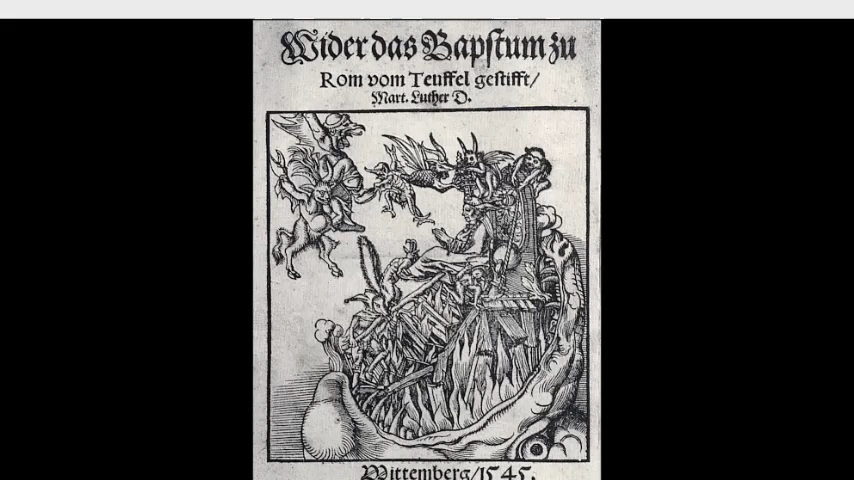 Wider das Bapstum zu
Rom vom Teuffel gestifft/
Mart. Luther D.
Wittemberg/1545.